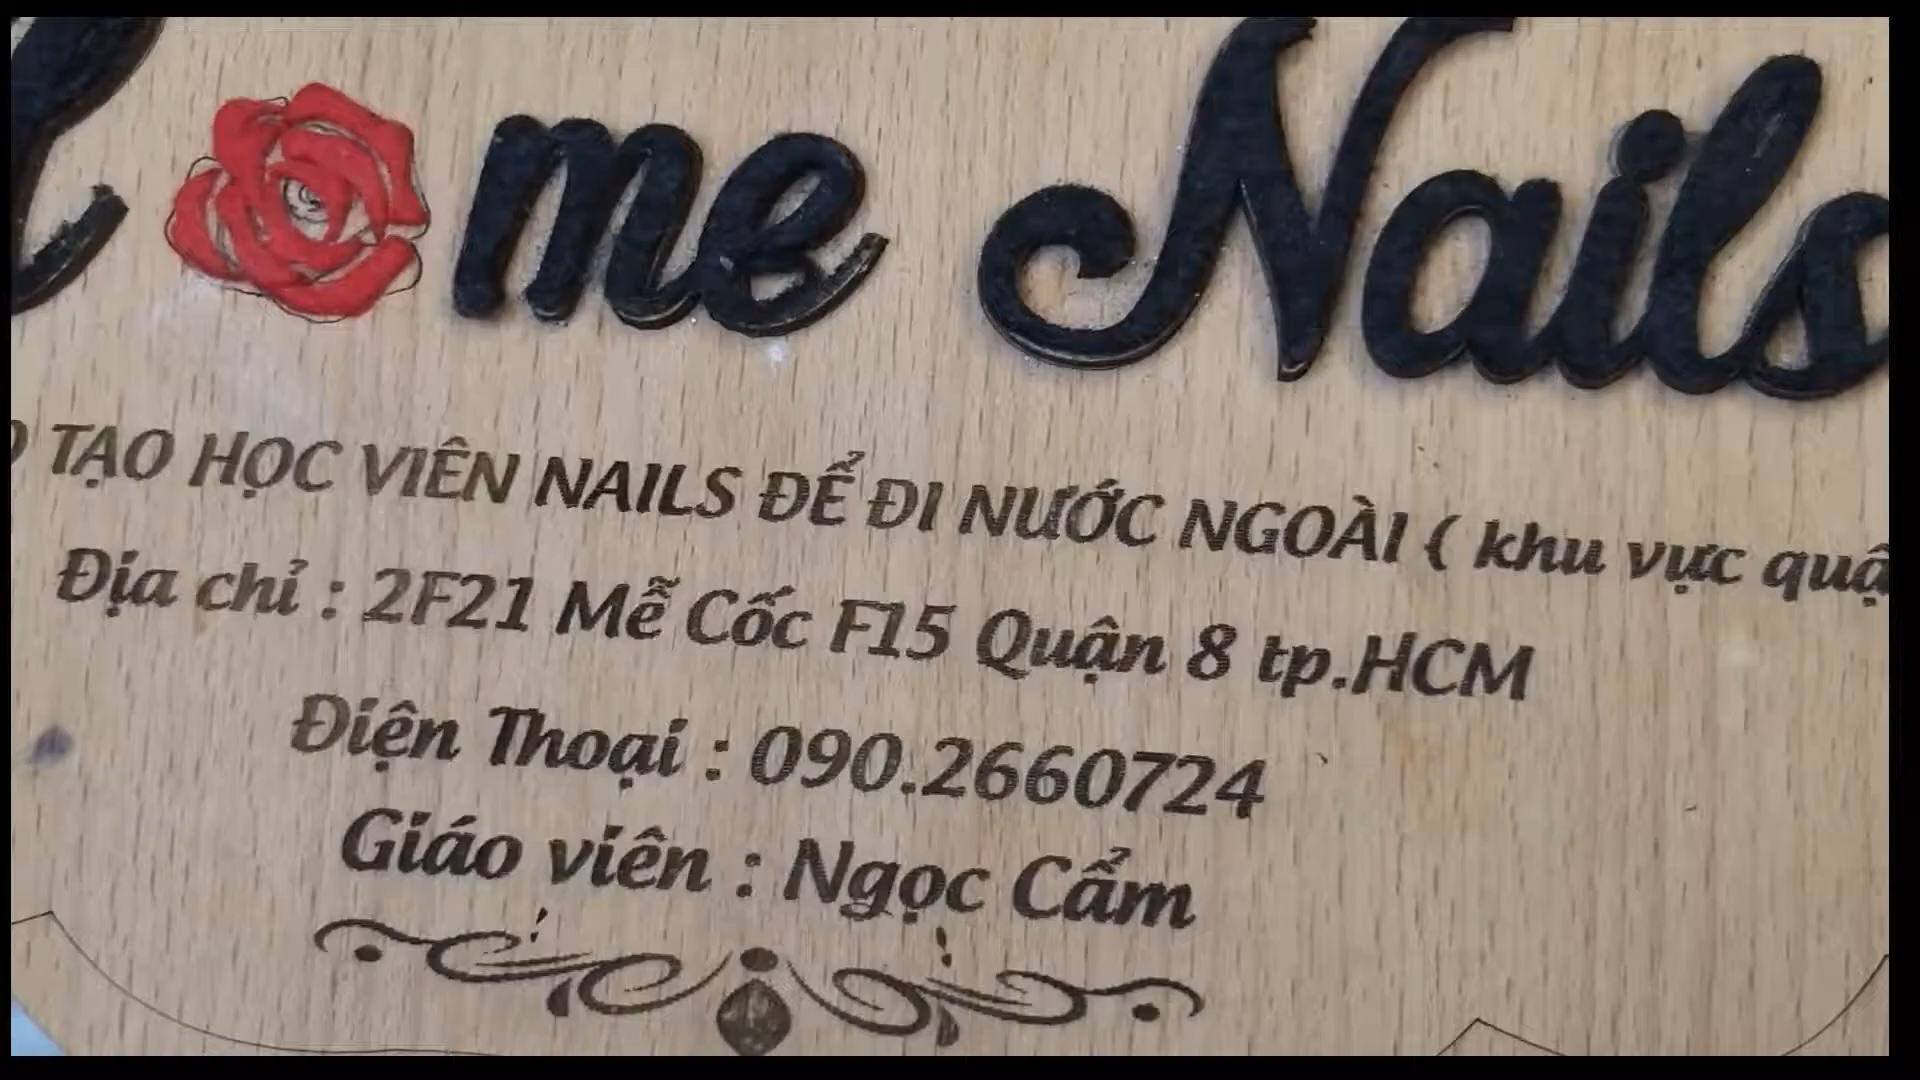 me Nails
TẠO HỌC VIÊN NAILS ĐỂ ĐI NƯỚC NGOÀI ( khu vực quậ
Địa chỉ : 2F21 Mễ Cốc F15 Quận 8 tp.HCM
Điện Thoại : 090.2660724
Giáo viên : Ngọc Cẩm